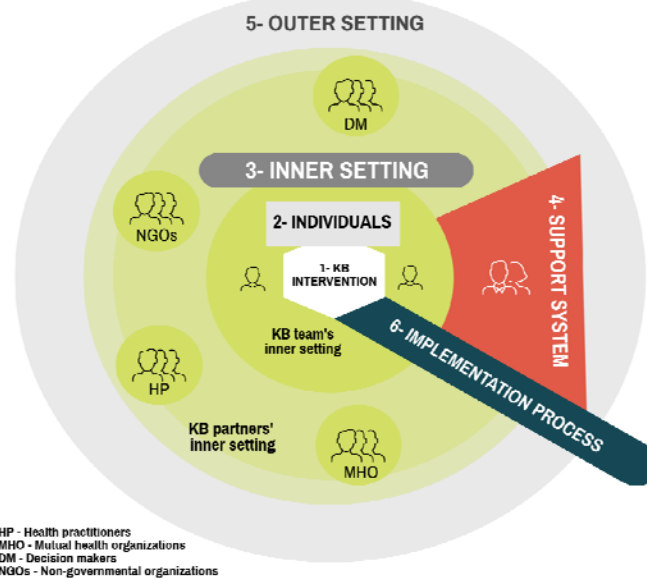 5- OUTER SETTING
DM
3- INNER SETTING
NGOs
2- INDIVIDUALS
1- KB
INTERVENTION
4- SUPPORT SYSTEM
KB team's
inner setting
6- IMPLEMENTATION PROCESS
HP
KB partners'
inner setting
MHO
HP - Health practitioners
MHO - Mutual health organizations
DM - Decision makers
NGOs - Non-governmental organizations